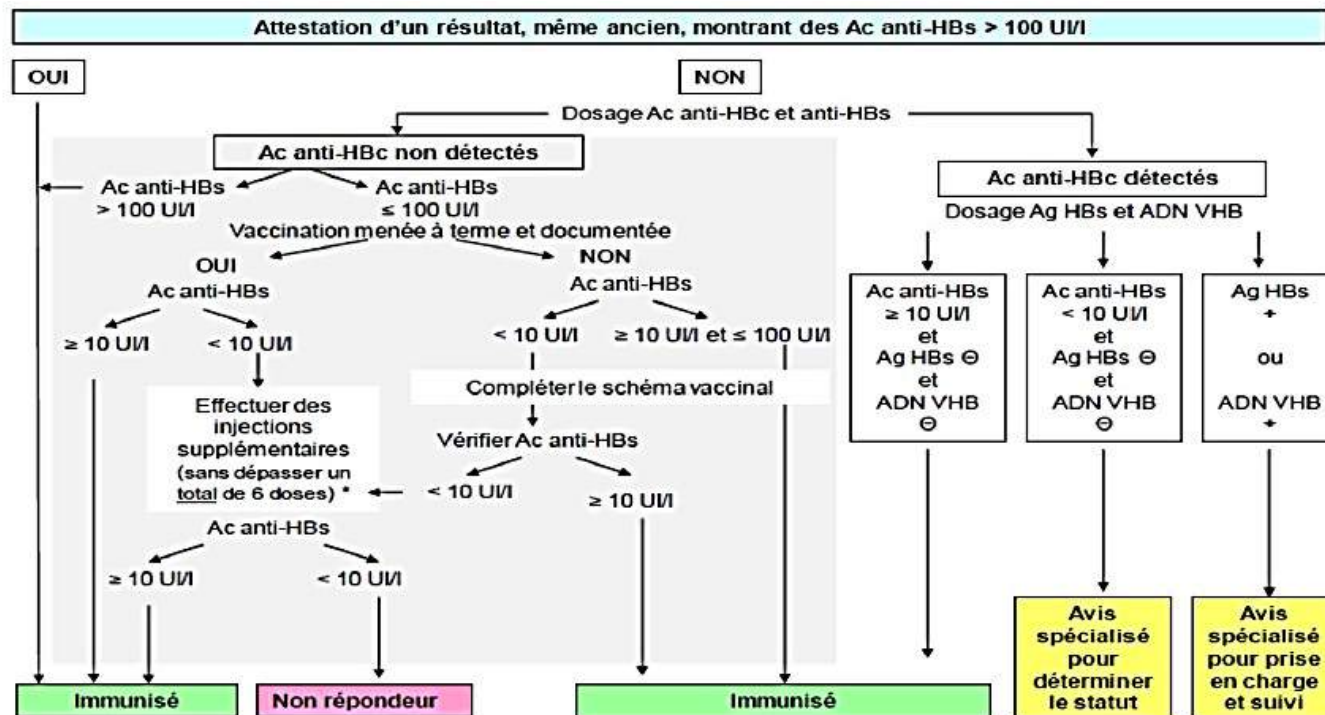 Attestation d'un résultat, même ancien, montrant des Ac anti-HBs > 100 UI/l
OUI
NON
Dosage Ac anti-HBc et anti-HBs
Ac anti-HBc non détectés
Ac anti-HBs
> 100 UI/l
Ac anti-HBs
≤ 100 UI/l
Vaccination menée à terme et documentée
OUI
Ac anti-HBs
≥ 10 UI/l
< 10 UI/l
Effectuer des
injections
supplémentaires
(sans dépasser un
total de 6 doses) *
Ac anti-HBs
≥ 10 UI/l
< 10 UI/l
NON
Ac anti-HBs
< 10 UI/l
≥ 10 UI/l et ≤ 100 UI/l
Compléter le schéma vaccinal
Vérifier Ac anti-HBs
< 10 UI/l
≥ 10 UI/l
Ac anti-HBc détectés
Dosage Ag HBs et ADN VHB
Ac anti-HBs
≥ 10 UI/l
et
Ag HBs ⊖
et
ADN VHB
⊖
Ac anti-HBs
< 10 UI/l
et
Ag HBs ⊖
et
ADN VHB
⊖
Ag HBs
+
ou
ADN VHB
+
Immunisé
Non répondeur
Immunisé
Avis
spécialisé
pour
déterminer
le statut
Avis
spécialisé
pour prise
en charge
et suivi